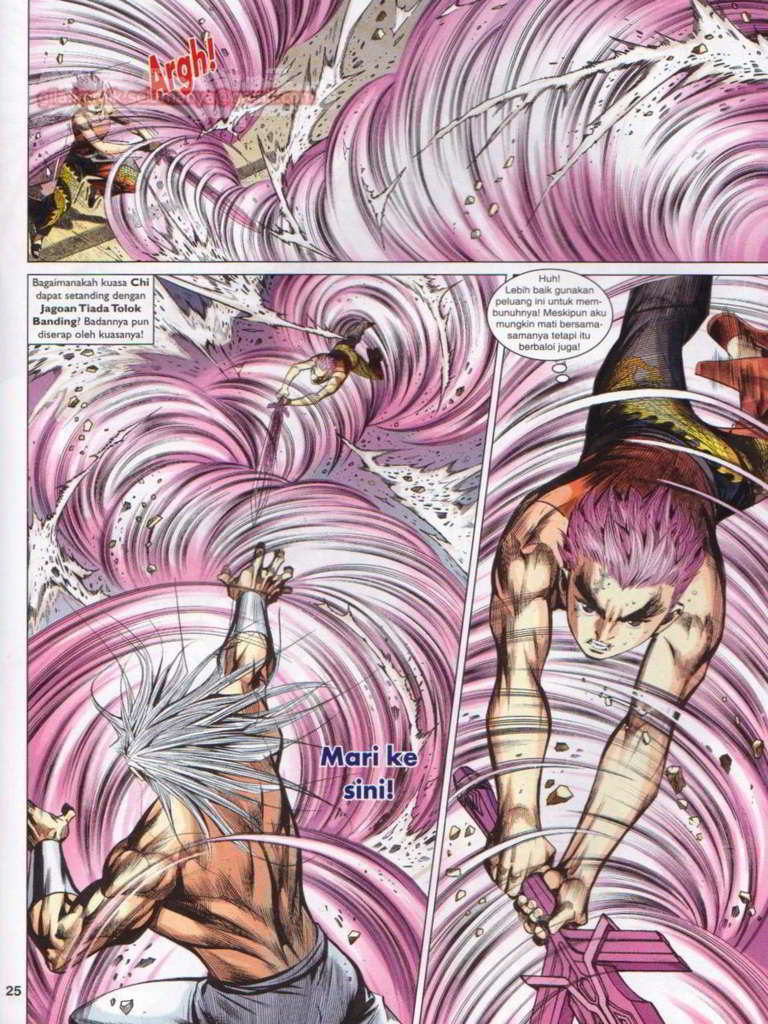 Argh!
Bagaimanakah kuasa Chi
dapat setanding dengan
Jagoan Tiada Tolok
Banding? Badannya pun
diserap oleh kuasanya!
Huh!
Lebih baik gunakan
peluang ini untuk mem-
bunuhnya! Meskipun aku
mungkin mati bersama-
samanya tetapi itu
berbaloi juga!
Mari ke
sini!
25